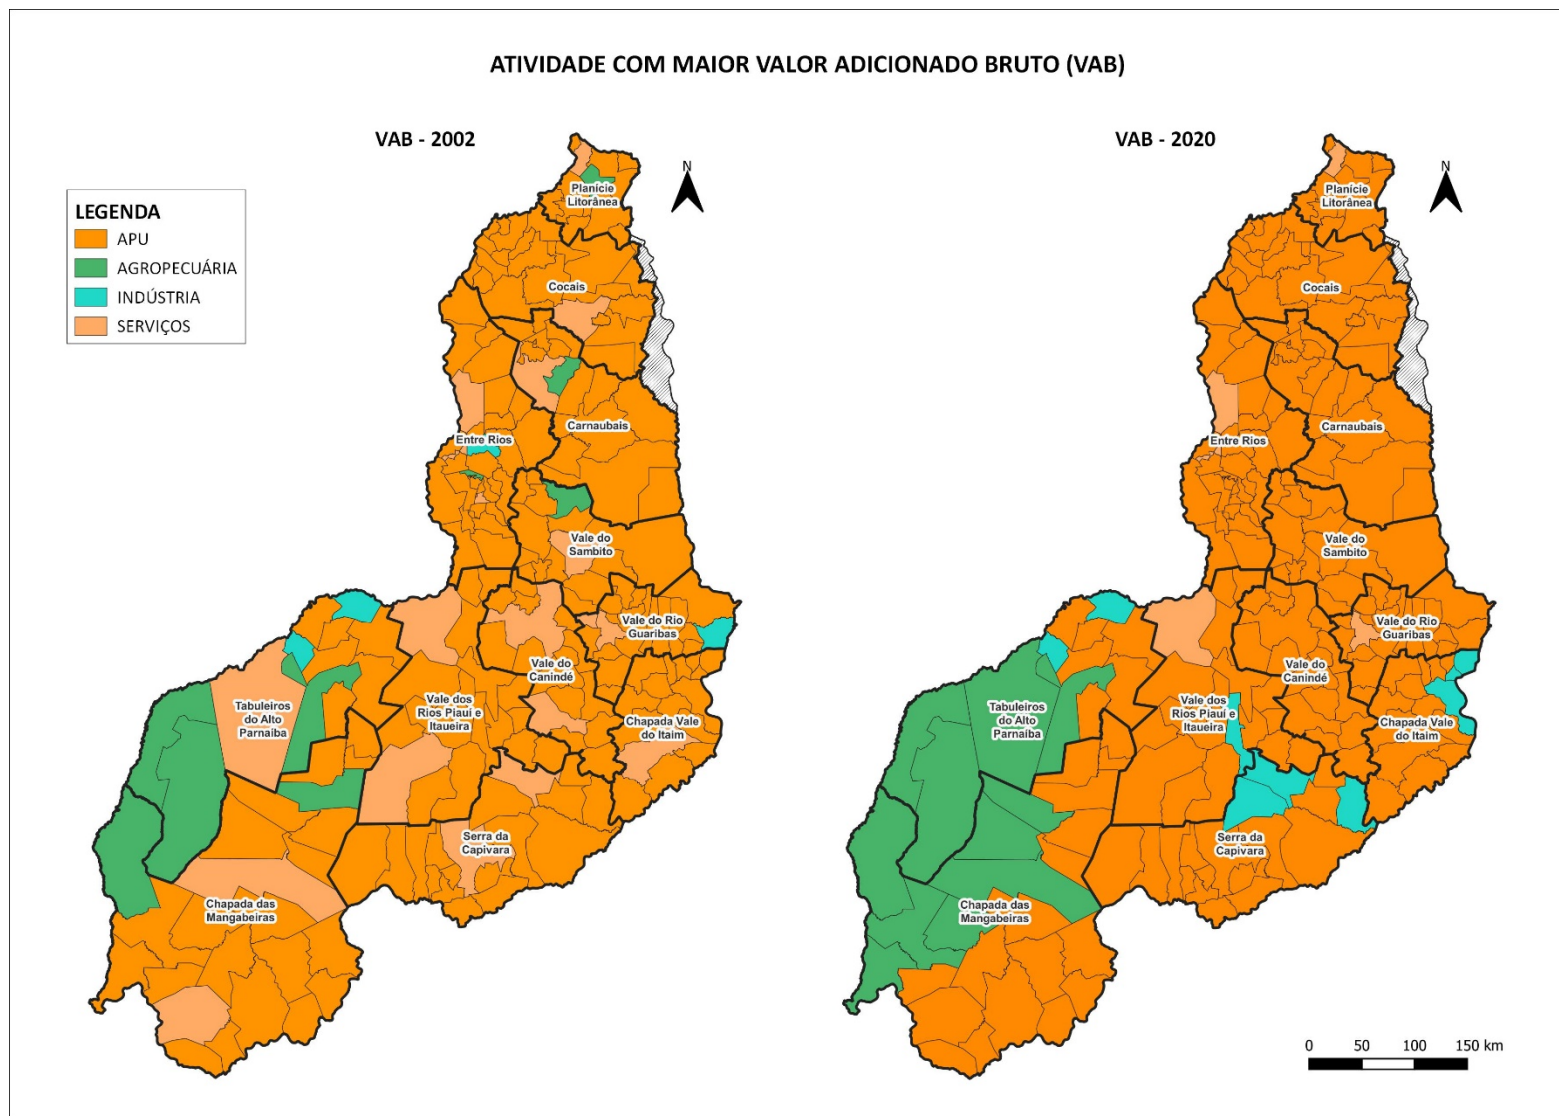 ATIVIDADE COM MAIOR VALOR ADICIONADO BRUTO (VAB)
VAB - 2002
LEGENDA
APU
AGROPECUÁRIA
INDÚSTRIA
SERVIÇOS
N
Planície
Litorânea
Cocais
Carnaubais
Entre Rios
Vale do
Sambito
Vale do Rio
Guaribas
Vale do
Canindé
Tabuleiros
do Alto
Parnaíba
Vale dos
Rios Piauí e
Itaueira
Chapada Vale
do Itaim
Serra da
Capivara
Chapada das
Mangabeiras
VAB - 2020
N
Planície
Litorânea
Cocais
Carnaubais
Entre Rios
Vale do
Sambito
Vale do Rio
Guaribas
Vale do
Canindé
Tabuleiros
do Alto
Parnaíba
Vale dos
Rios Piauí e
Itaueira
Chapada Vale
do Itaim
Serra da
Capivara
Chapada das
Mangabeiras
0 50 100 150 km